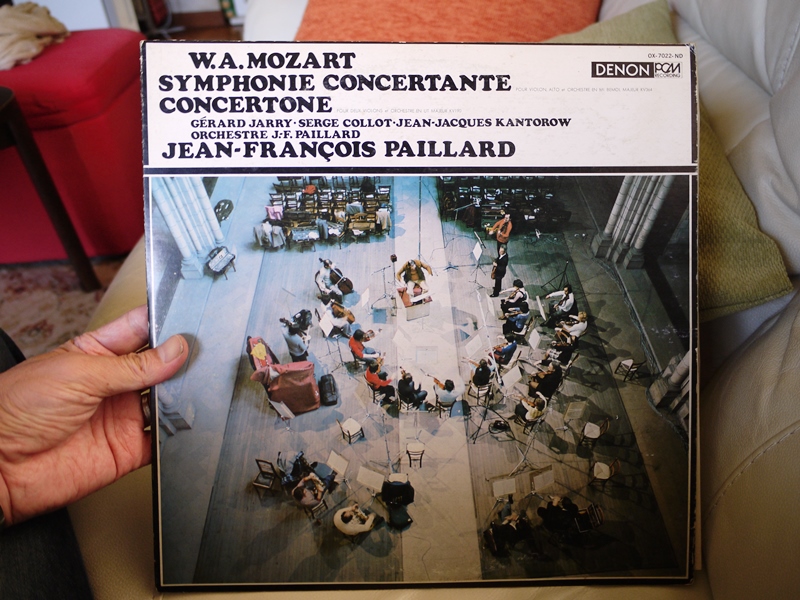 W.A. MOZART
OX-7022-ND
SYMPHONIE CONCERTANTE
DENON PCM RECORDING
CONCERTONE
GÉRARD JARRY · SERGE COLLOT · JEAN-JACQUES KANTOROW
ORCHESTRE J.-F. PAILLARD
JEAN-FRANÇOIS PAILLARD